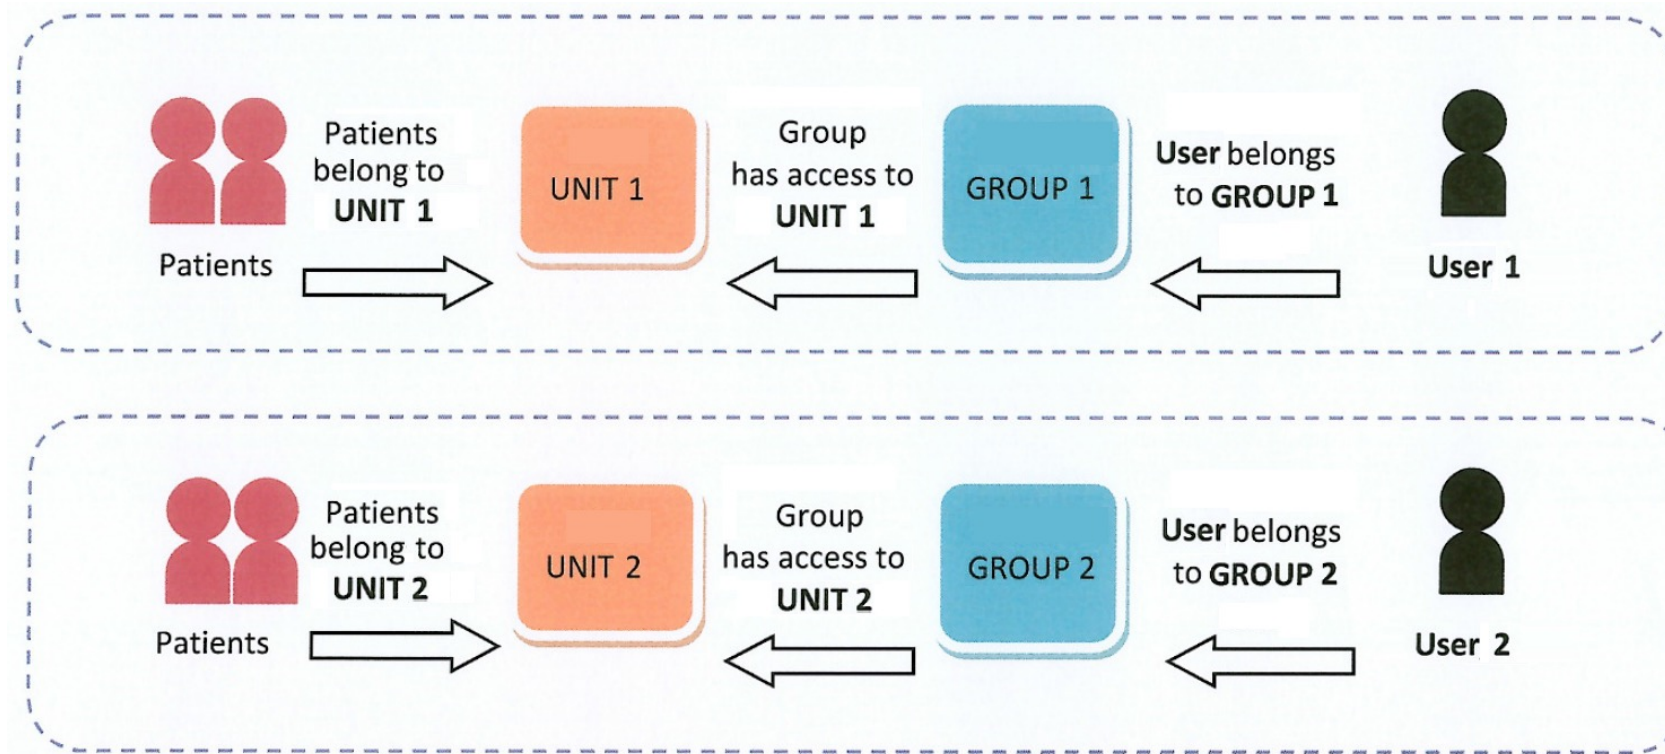 Patients
belong to
UNIT 1
Patients
UNIT 1
Group
has access to
UNIT 1
GROUP 1
User belongs
to GROUP 1
User 1
Patients
belong to
UNIT 2
Patients
UNIT 2
Group
has access to
UNIT 2
GROUP 2
User belongs
to GROUP 2
User 2